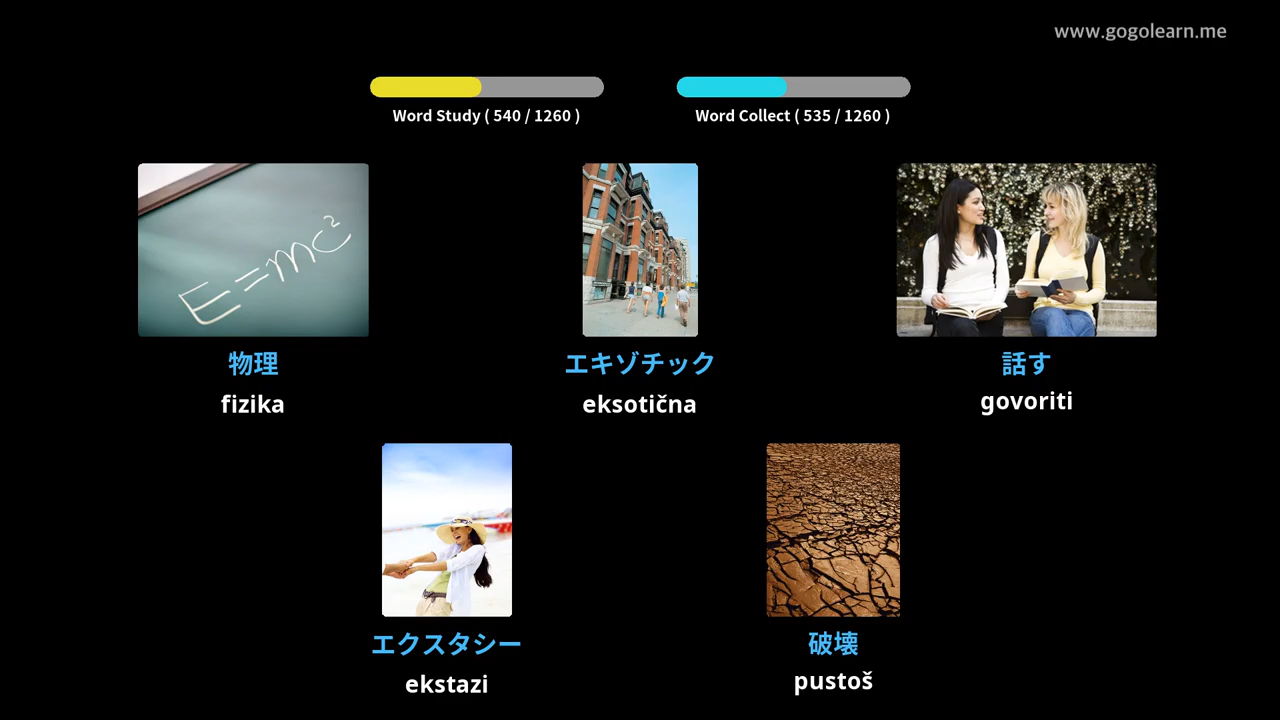 www.gogolearn.me
Word Study ( 540 / 1260 )
Word Collect ( 535 / 1260 )
E=mc²
物理
エキゾチック
話す
fizika
eksotična
govoriti
エクスタシー
破壊
ekstazi
pustoš